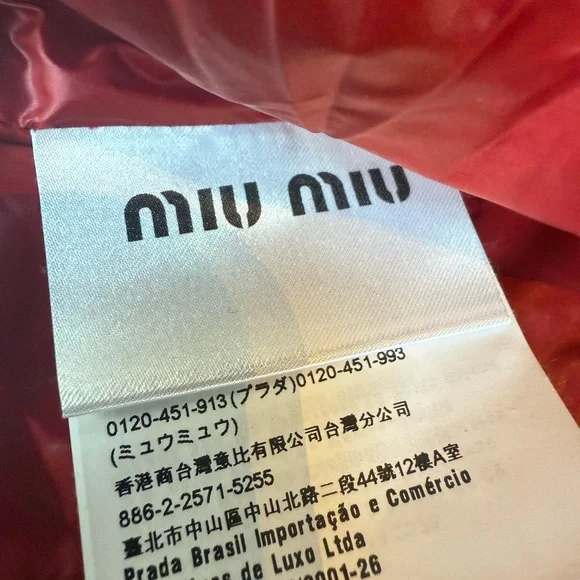 MIU MIU
0120-451-913(プラダ)0120-451-993
(ミュウミュウ)
香港商台灣意比有限公司台灣分公司
886-2-2571-5255
臺北市中山區中山北路二段44號12樓A室
Prada Brasil Importação e Comércio
de Luxo Ltda